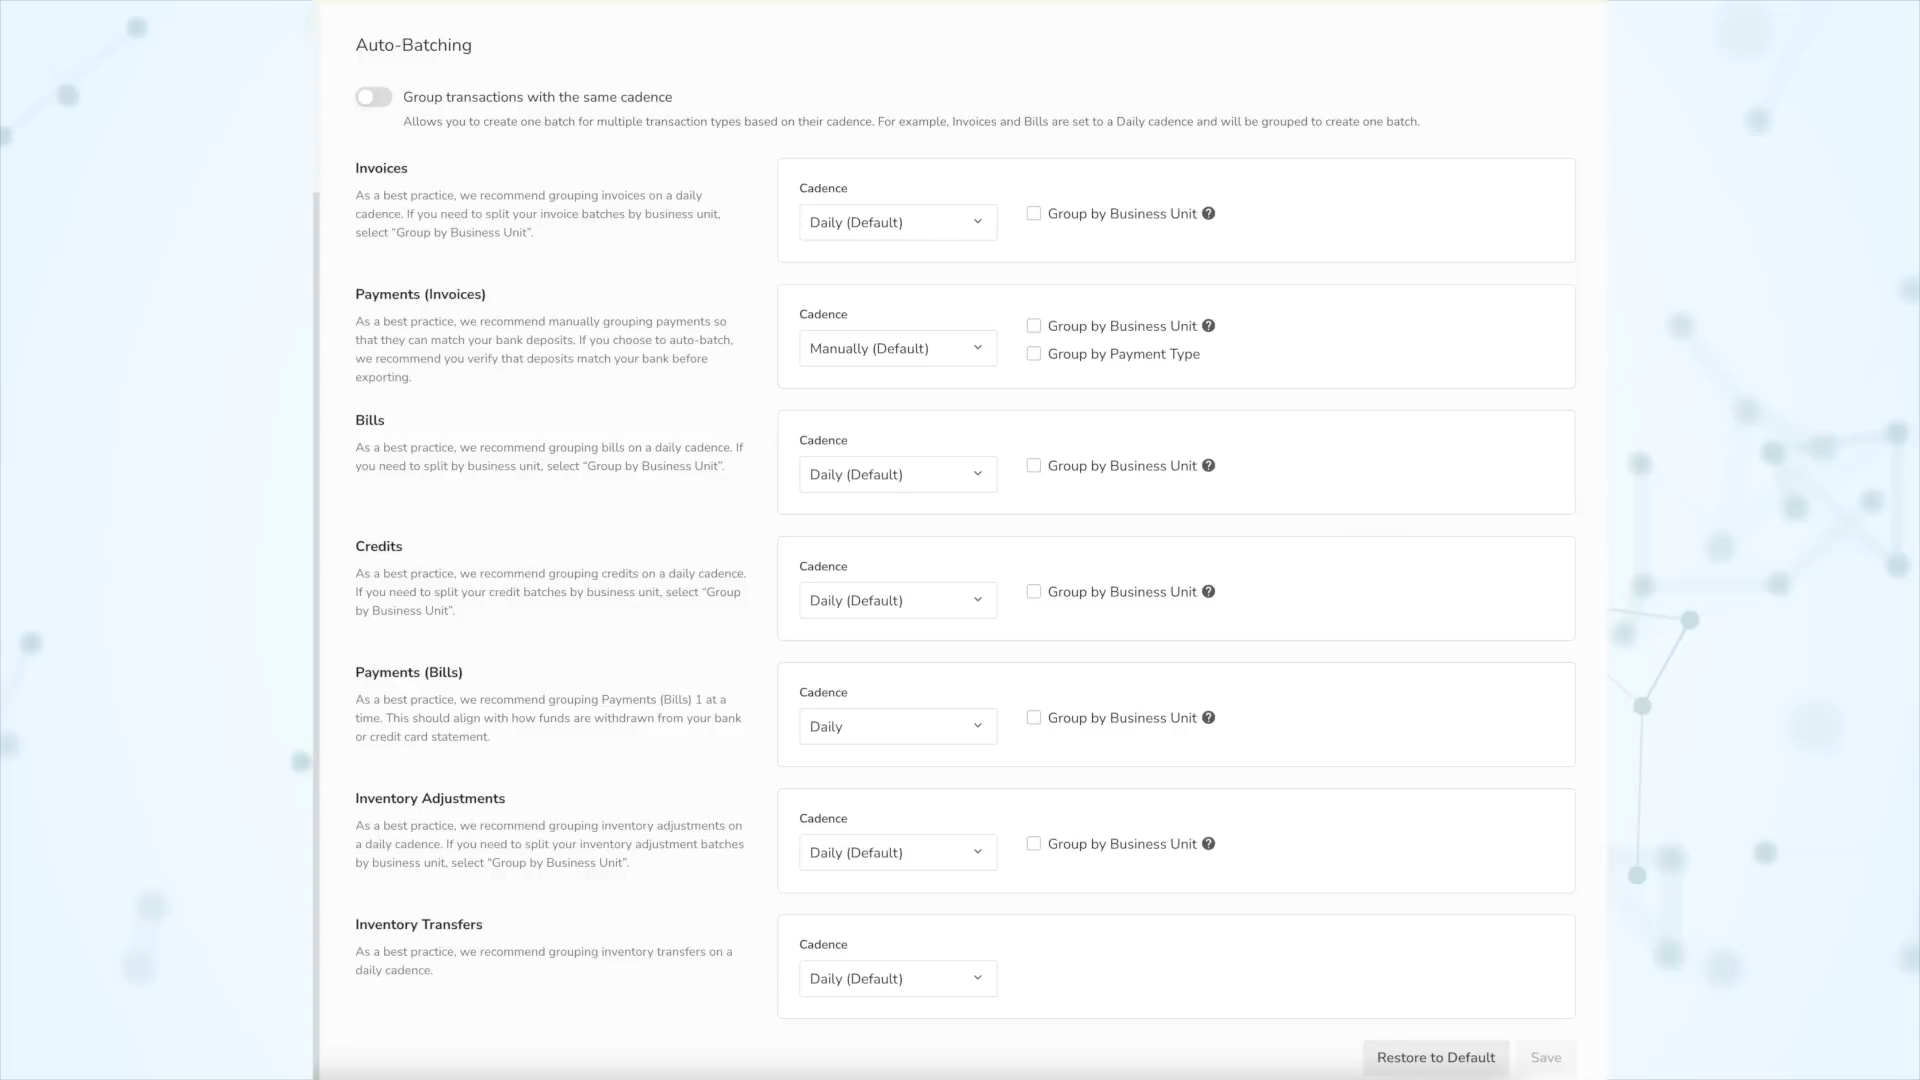 Auto-Batching
Group transactions with the same cadence
Allows you to create one batch for multiple transaction types based on their cadence. For example, Invoices and Bills are set to a Daily cadence and will be grouped to create one batch.
Invoices
As a best practice, we recommend grouping invoices on a daily
cadence. If you need to split your invoice batches by business unit,
select “Group by Business Unit”.
Cadence
Daily (Default)
Group by Business Unit ?
Payments (Invoices)
As a best practice, we recommend manually grouping payments so
that they can match your bank deposits. If you choose to auto-batch,
we recommend you verify that deposits match your bank before
exporting.
Cadence
Manually (Default)
Group by Business Unit ?
Group by Payment Type
Bills
As a best practice, we recommend grouping bills on a daily cadence. If
you need to split by business unit, select “Group by Business Unit”.
Cadence
Daily (Default)
Group by Business Unit ?
Credits
As a best practice, we recommend grouping credits on a daily cadence.
If you need to split your credit batches by business unit, select “Group
by Business Unit”.
Cadence
Daily (Default)
Group by Business Unit ?
Payments (Bills)
As a best practice, we recommend grouping Payments (Bills) 1 at a
time. This should align with how funds are withdrawn from your bank
or credit card statement.
Cadence
Daily
Group by Business Unit ?
Inventory Adjustments
As a best practice, we recommend grouping inventory adjustments on
a daily cadence. If you need to split your inventory adjustment batches
by business unit, select “Group by Business Unit”.
Cadence
Daily (Default)
Group by Business Unit ?
Inventory Transfers
As a best practice, we recommend grouping inventory transfers on a
daily cadence.
Cadence
Daily (Default)
Restore to Default
Save